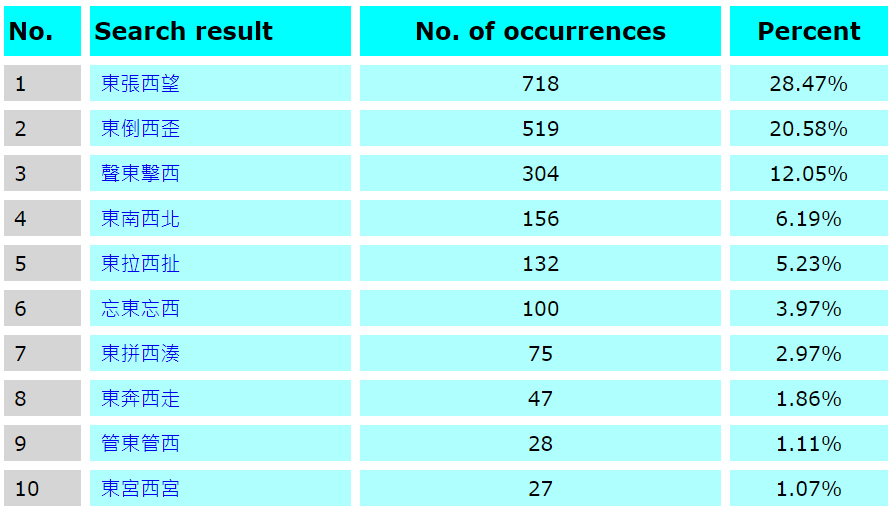 No. Search result No. of occurrences Percent
1 東張西望 718 28.47%
2 東倒西歪 519 20.58%
3 聲東擊西 304 12.05%
4 東南西北 156 6.19%
5 東拉西扯 132 5.23%
6 忘東忘西 100 3.97%
7 東拼西湊 75 2.97%
8 東奔西走 47 1.86%
9 管東管西 28 1.11%
10 東宮西宮 27 1.07%